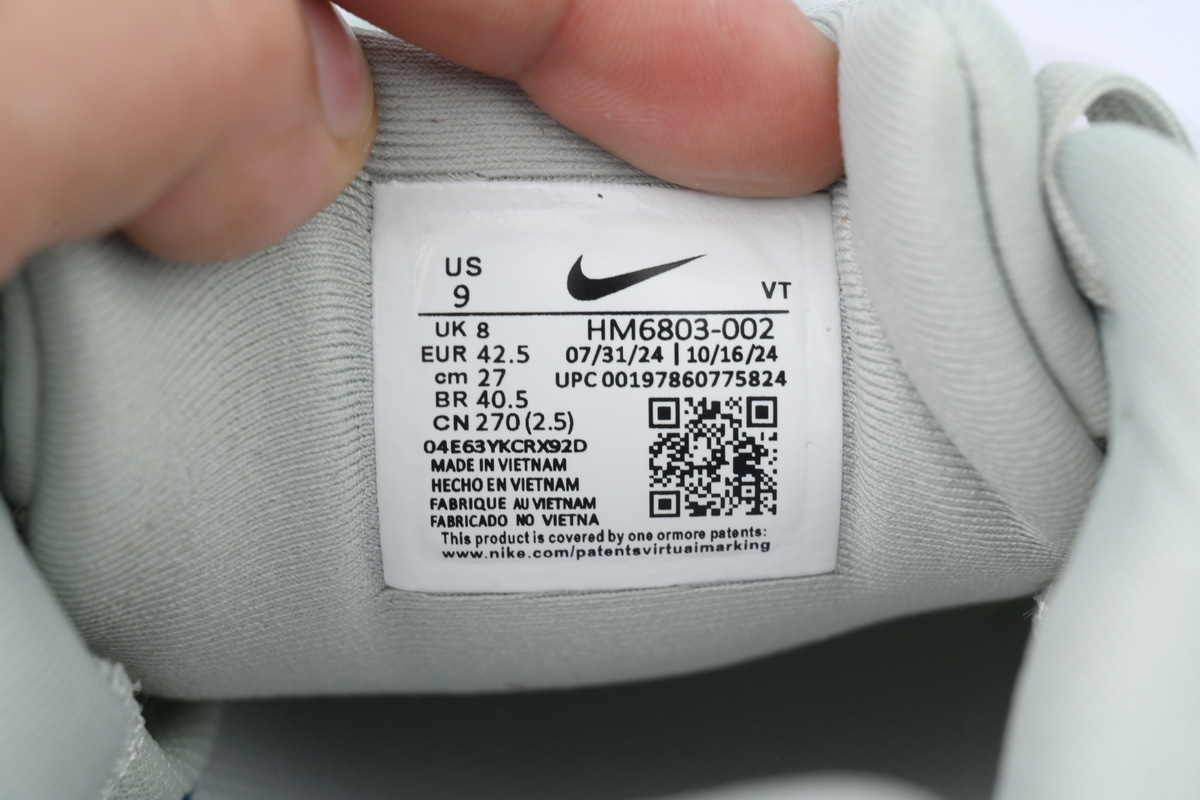 US
9
VT
UK 8
HM6803-002
EUR 42.5
07/31/24 | 10/16/24
cm 27
UPC 00197860775824
BR 40.5
CN 270 (2.5)
04E63YKCRX92D
MADE IN VIETNAM
HECHO EN VIETNAM
FABRIQUE AU VIETNAM
FABRICADO NO VIETNA
This product is covered by one ormore patents:
www.nike.com/patentsvirtuaimarking